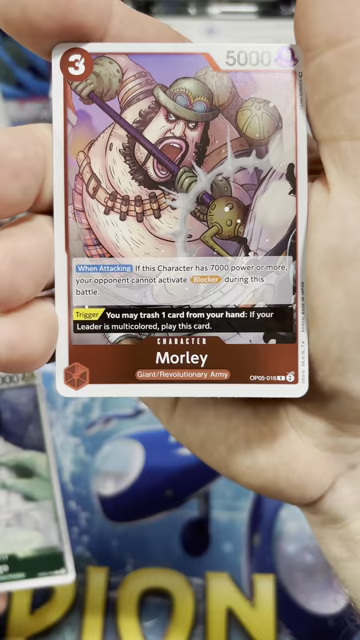 3
5000
When Attacking If this Character has 7000 power or more,
your opponent cannot activate Blocker during this
battle.
Trigger You may trash 1 card from your hand: If your
Leader is multicolored, play this card.
CHARACTER
Morley
Giant/Revolutionary Army
OP05-016 R 2
DION